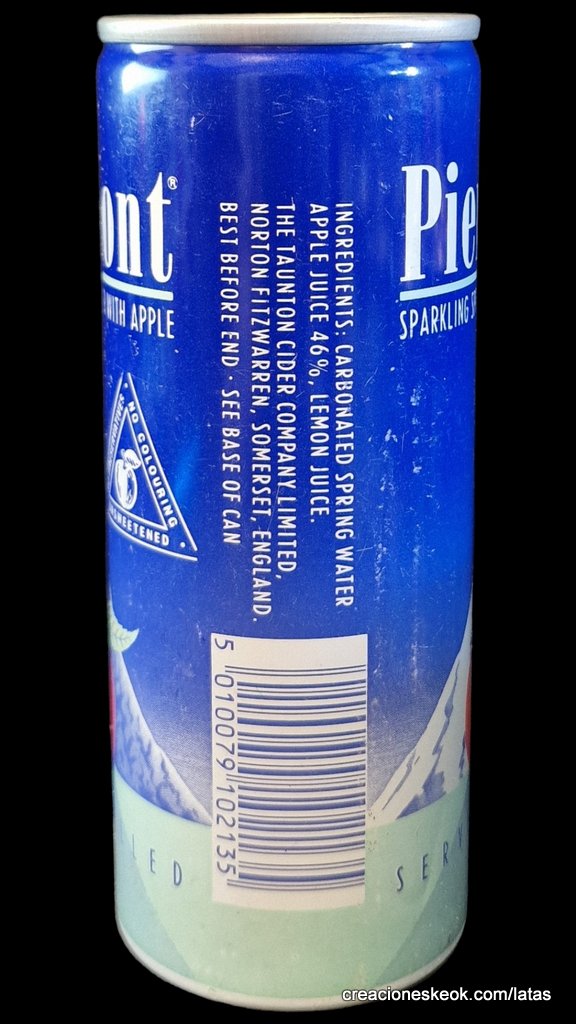 ont®
WITH APPLE
NO COLOURING
INGREDIENTS: CARBONATED SPRING WATER
APPLE JUICE 46%, LEMON JUICE.
THE TAUNTON CIDER COMPANY LIMITED,
NORTON FITZWARREN, SOMERSET, ENGLAND.
BEST BEFORE END · SEE BASE OF CAN
Pie
SPARKLING SP
5 010079 102135
LED
SER
creacioneskeok.com/latas